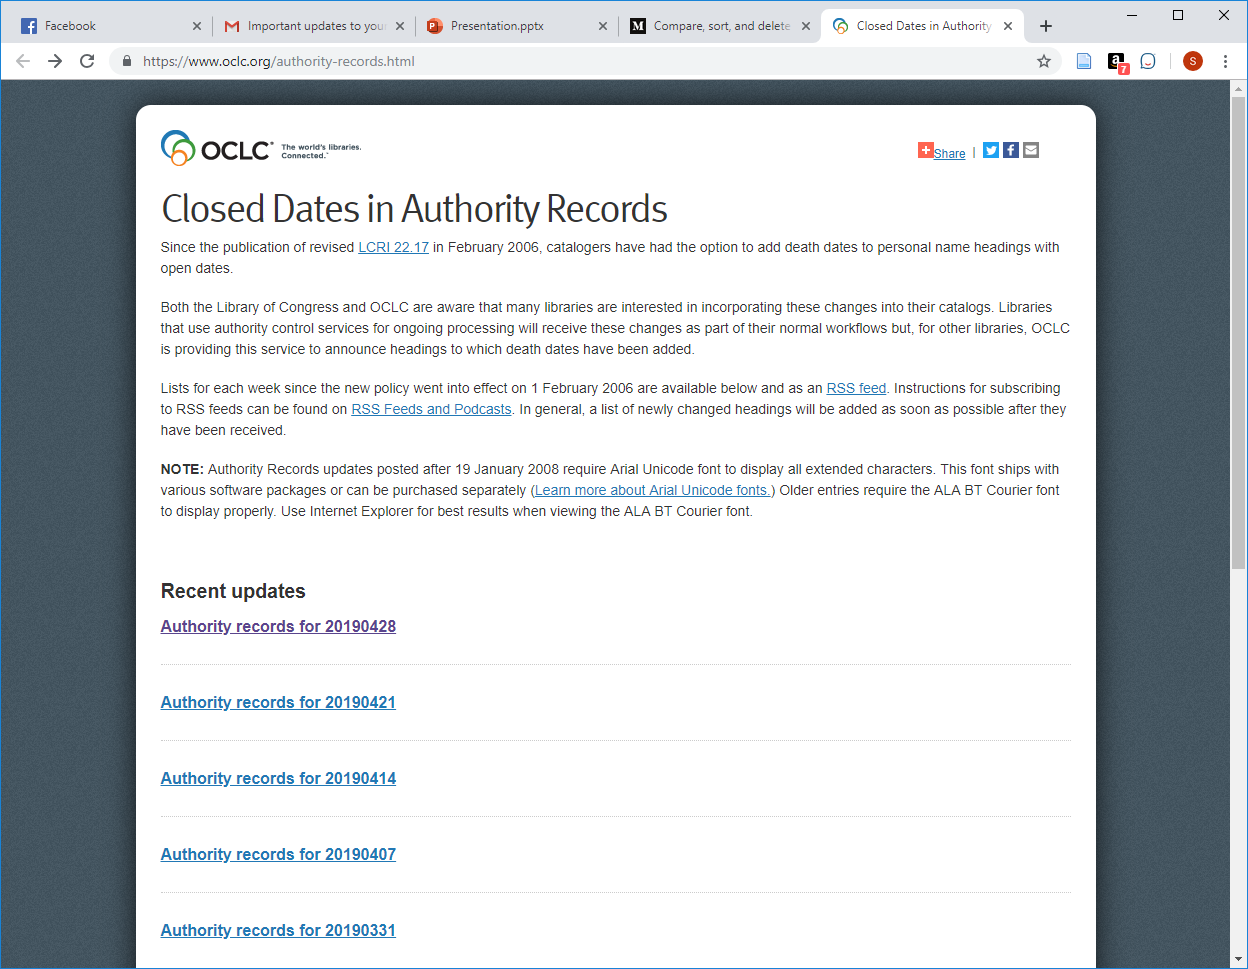 Facebook
Important updates to your
Presentation.pptx
Compare, sort, and delete
Closed Dates in Authority
https://www.oclc.org/authority-records.html
a
7
S
OCLC
The world's libraries.
Connected.
Share |
Closed Dates in Authority Records
Since the publication of revised LCRI 22.17 in February 2006, catalogers have had the option to add death dates to personal name headings with
open dates.
Both the Library of Congress and OCLC are aware that many libraries are interested in incorporating these changes into their catalogs. Libraries
that use authority control services for ongoing processing will receive these changes as part of their normal workflows but, for other libraries, OCLC
is providing this service to announce headings to which death dates have been added.
Lists for each week since the new policy went into effect on 1 February 2006 are available below and as an RSS feed. Instructions for subscribing
to RSS feeds can be found on RSS Feeds and Podcasts. In general, a list of newly changed headings will be added as soon as possible after they
have been received.
NOTE: Authority Records updates posted after 19 January 2008 require Arial Unicode font to display all extended characters. This font ships with
various software packages or can be purchased separately (Learn more about Arial Unicode fonts.) Older entries require the ALA BT Courier font
to display properly. Use Internet Explorer for best results when viewing the ALA BT Courier font.
Recent updates
Authority records for 20190428
Authority records for 20190421
Authority records for 20190414
Authority records for 20190407
Authority records for 20190331